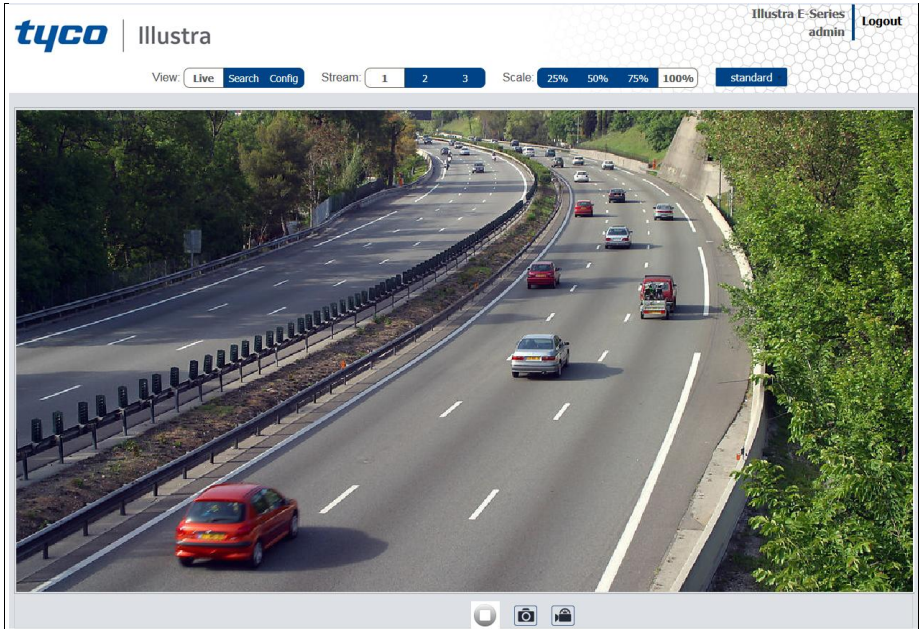 tyco | Illustra
Illustra E-Series
admin
Logout
View: Live Search Config Stream: 1 2 3 Scale: 25% 50% 75% 100% standard